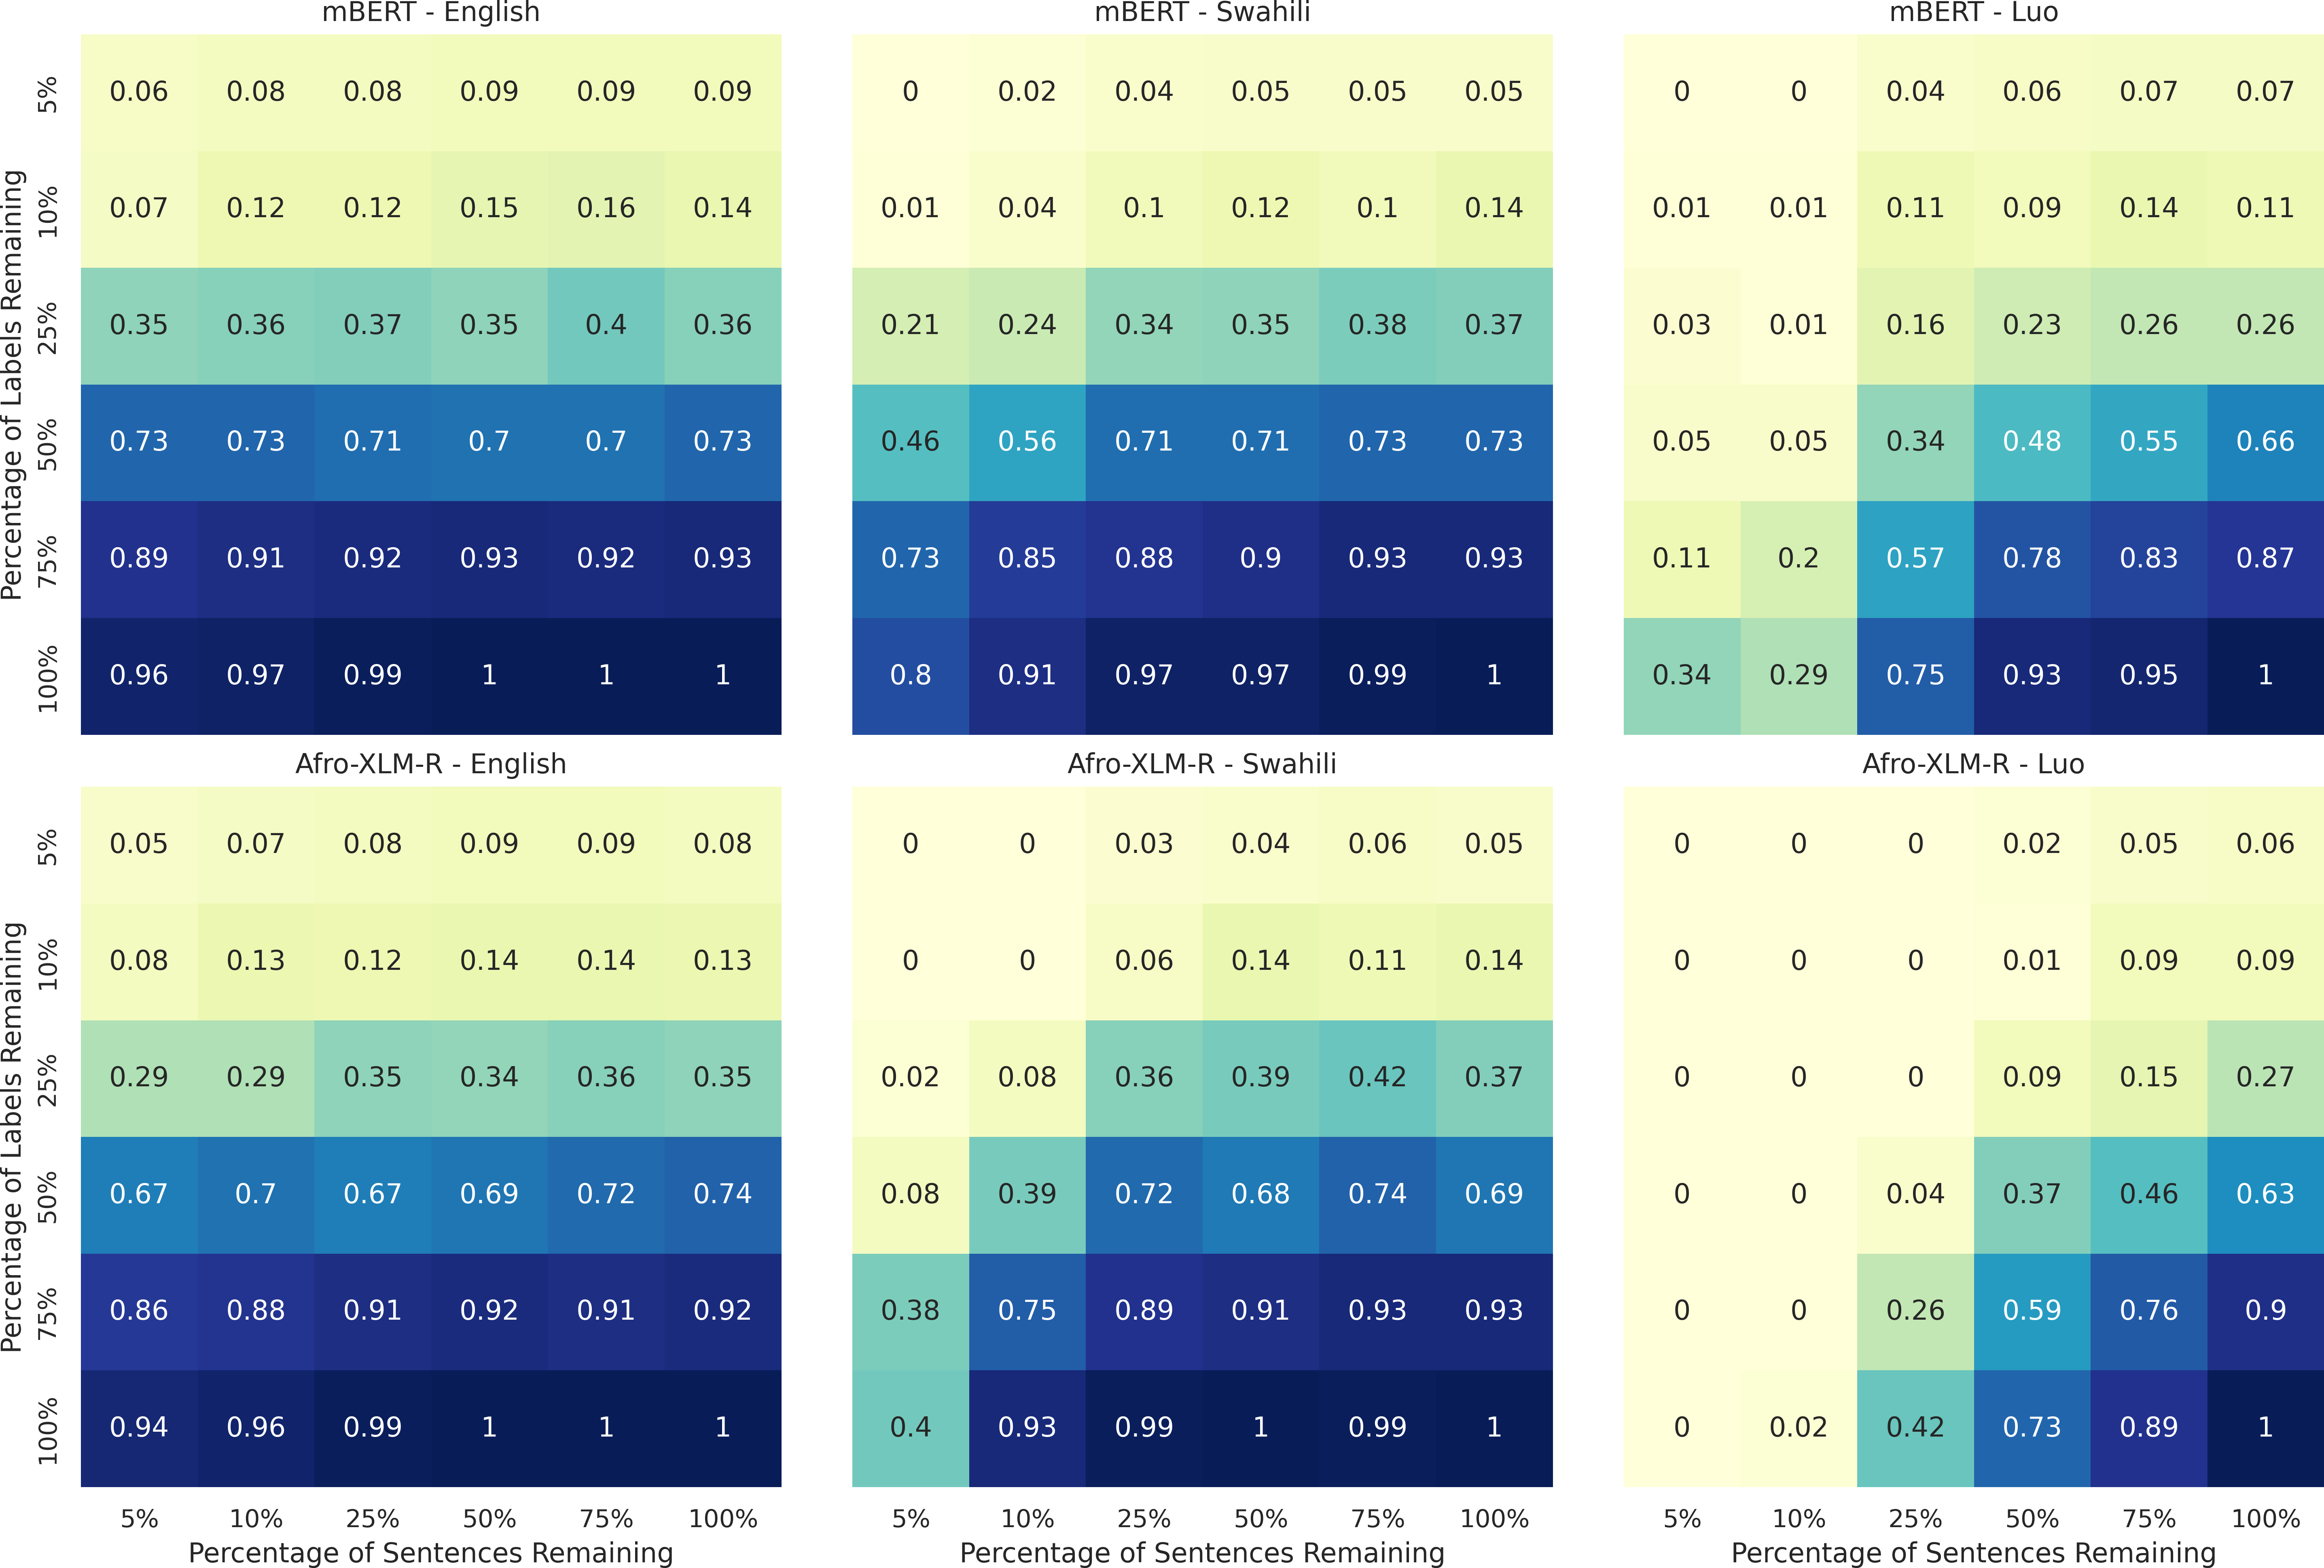 mBERT - English mBERT - Swahili mBERT - Luo
Percentage of Labels Remaining
5% 0.06 0.08 0.08 0.09 0.09 0.09 0 0.02 0.04 0.05 0.05 0.05 0 0 0.04 0.06 0.07 0.07
10% 0.07 0.12 0.12 0.15 0.16 0.14 0.01 0.04 0.1 0.12 0.1 0.14 0.01 0.01 0.11 0.09 0.14 0.11
25% 0.35 0.36 0.37 0.35 0.4 0.36 0.21 0.24 0.34 0.35 0.38 0.37 0.03 0.01 0.16 0.23 0.26 0.26
50% 0.73 0.73 0.71 0.7 0.7 0.73 0.46 0.56 0.71 0.71 0.73 0.73 0.05 0.05 0.34 0.48 0.55 0.66
75% 0.89 0.91 0.92 0.93 0.92 0.93 0.73 0.85 0.88 0.9 0.93 0.93 0.11 0.2 0.57 0.78 0.83 0.87
100% 0.96 0.97 0.99 1 1 1 0.8 0.91 0.97 0.97 0.99 1 0.34 0.29 0.75 0.93 0.95 1
Afro-XLM-R - English Afro-XLM-R - Swahili Afro-XLM-R - Luo
Percentage of Labels Remaining
5% 0.05 0.07 0.08 0.09 0.09 0.08 0 0 0.03 0.04 0.06 0.05 0 0 0 0.02 0.05 0.06
10% 0.08 0.13 0.12 0.14 0.14 0.13 0 0 0.06 0.14 0.11 0.14 0 0 0 0.01 0.09 0.09
25% 0.29 0.29 0.35 0.34 0.36 0.35 0.02 0.08 0.36 0.39 0.42 0.37 0 0 0 0.09 0.15 0.27
50% 0.67 0.7 0.67 0.69 0.72 0.74 0.08 0.39 0.72 0.68 0.74 0.69 0 0 0.04 0.37 0.46 0.63
75% 0.86 0.88 0.91 0.92 0.91 0.92 0.38 0.75 0.89 0.91 0.93 0.93 0 0 0.26 0.59 0.76 0.9
100% 0.94 0.96 0.99 1 1 1 0.4 0.93 0.99 1 0.99 1 0 0.02 0.42 0.73 0.89 1
5% 10% 25% 50% 75% 100% 5% 10% 25% 50% 75% 100% 5% 10% 25% 50% 75% 100%
Percentage of Sentences Remaining Percentage of Sentences Remaining Percentage of Sentences Remaining